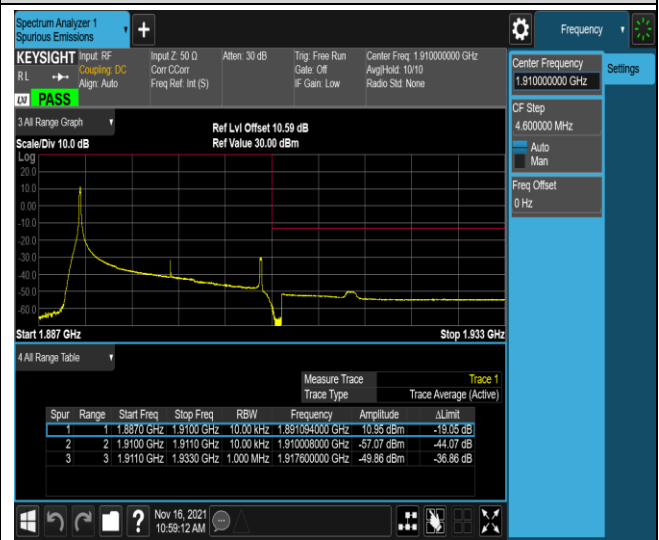 Spectrum Analyzer 1
Spurious Emissions
Frequency
KEYSIGHT
R L
LXI PASS
Input: RF
Coupling: DC
Align: Auto
Input Z: 50 Ω
Corr CCorr
Freq Ref: Int (S)
Atten: 30 dB
Trig: Free Run
Gate: Off
IF Gain: Low
Center Freq: 1.910000000 GHz
Avg|Hold: 10/10
Radio Std: None
Center Frequency
1.910000000 GHz
Settings
CF Step
4.600000 MHz
Auto
Man
Freq Offset
0 Hz
3 All Range Graph
Scale/Div 10.0 dB
Ref Lvl Offset 10.59 dB
Ref Value 30.00 dBm
Log
20.0
10.0
0.00
-10.0
-20.0
-30.0
-40.0
-50.0
-60.0
Start 1.887 GHz
Stop 1.933 GHz
4 All Range Table
Measure Trace Trace 1
Trace Type Trace Average (Active)
Spur Range Start Freq Stop Freq RBW Frequency Amplitude ΔLimit
1 1 1.8870 GHz 1.9100 GHz 10.00 kHz 1.891094000 GHz 10.95 dBm -19.05 dB
2 2 1.9100 GHz 1.9110 GHz 10.00 kHz 1.910008000 GHz -57.07 dBm -44.07 dB
3 3 1.9110 GHz 1.9330 GHz 1.000 MHz 1.917600000 GHz -49.86 dBm -36.86 dB
?
Nov 16, 2021
10:59:12 AM